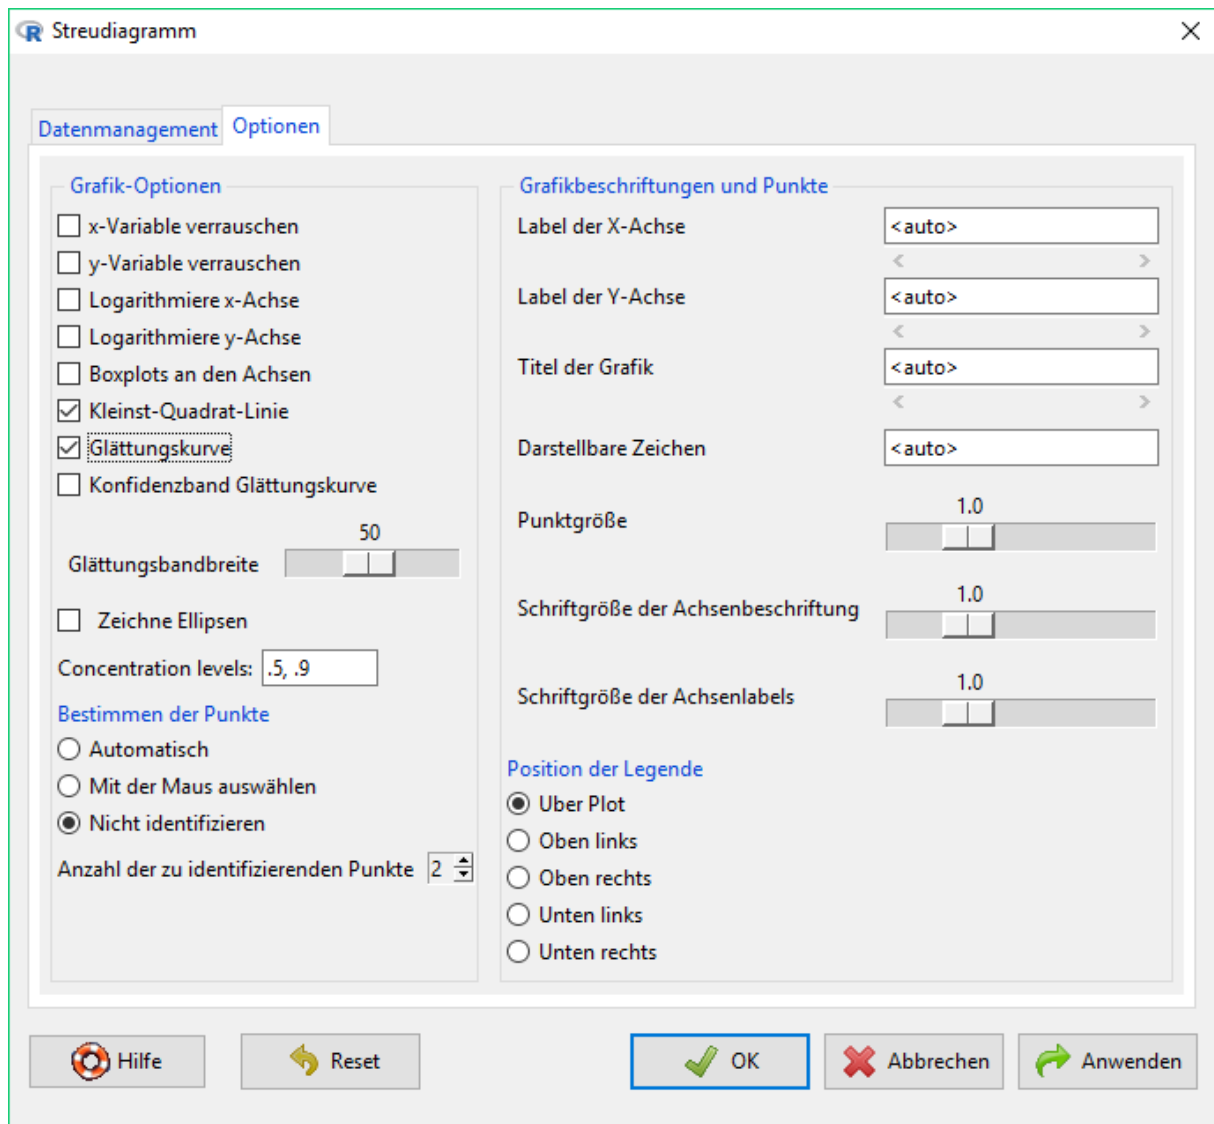 Streudiagramm
Datenmanagement
Optionen
Grafik-Optionen
x-Variable verrauschen
y-Variable verrauschen
Logarithmiere x-Achse
Logarithmiere y-Achse
Boxplots an den Achsen
Kleinst-Quadrat-Linie
Glättungskurve
Konfidenzband Glättungskurve
50
Glättungsbandbreite
Zeichne Ellipsen
Concentration levels: .5, .9
Bestimmen der Punkte
Automatisch
Mit der Maus auswählen
Nicht identifizieren
Anzahl der zu identifizierenden Punkte 2
Grafikbeschriftungen und Punkte
Label der X-Achse <auto>
Label der Y-Achse <auto>
Titel der Grafik <auto>
Darstellbare Zeichen <auto>
1.0
Punktgröße
1.0
Schriftgröße der Achsenbeschriftung
1.0
Schriftgröße der Achsenlabels
Position der Legende
Uber Plot
Oben links
Oben rechts
Unten links
Unten rechts
Hilfe
Reset
OK
Abbrechen
Anwenden